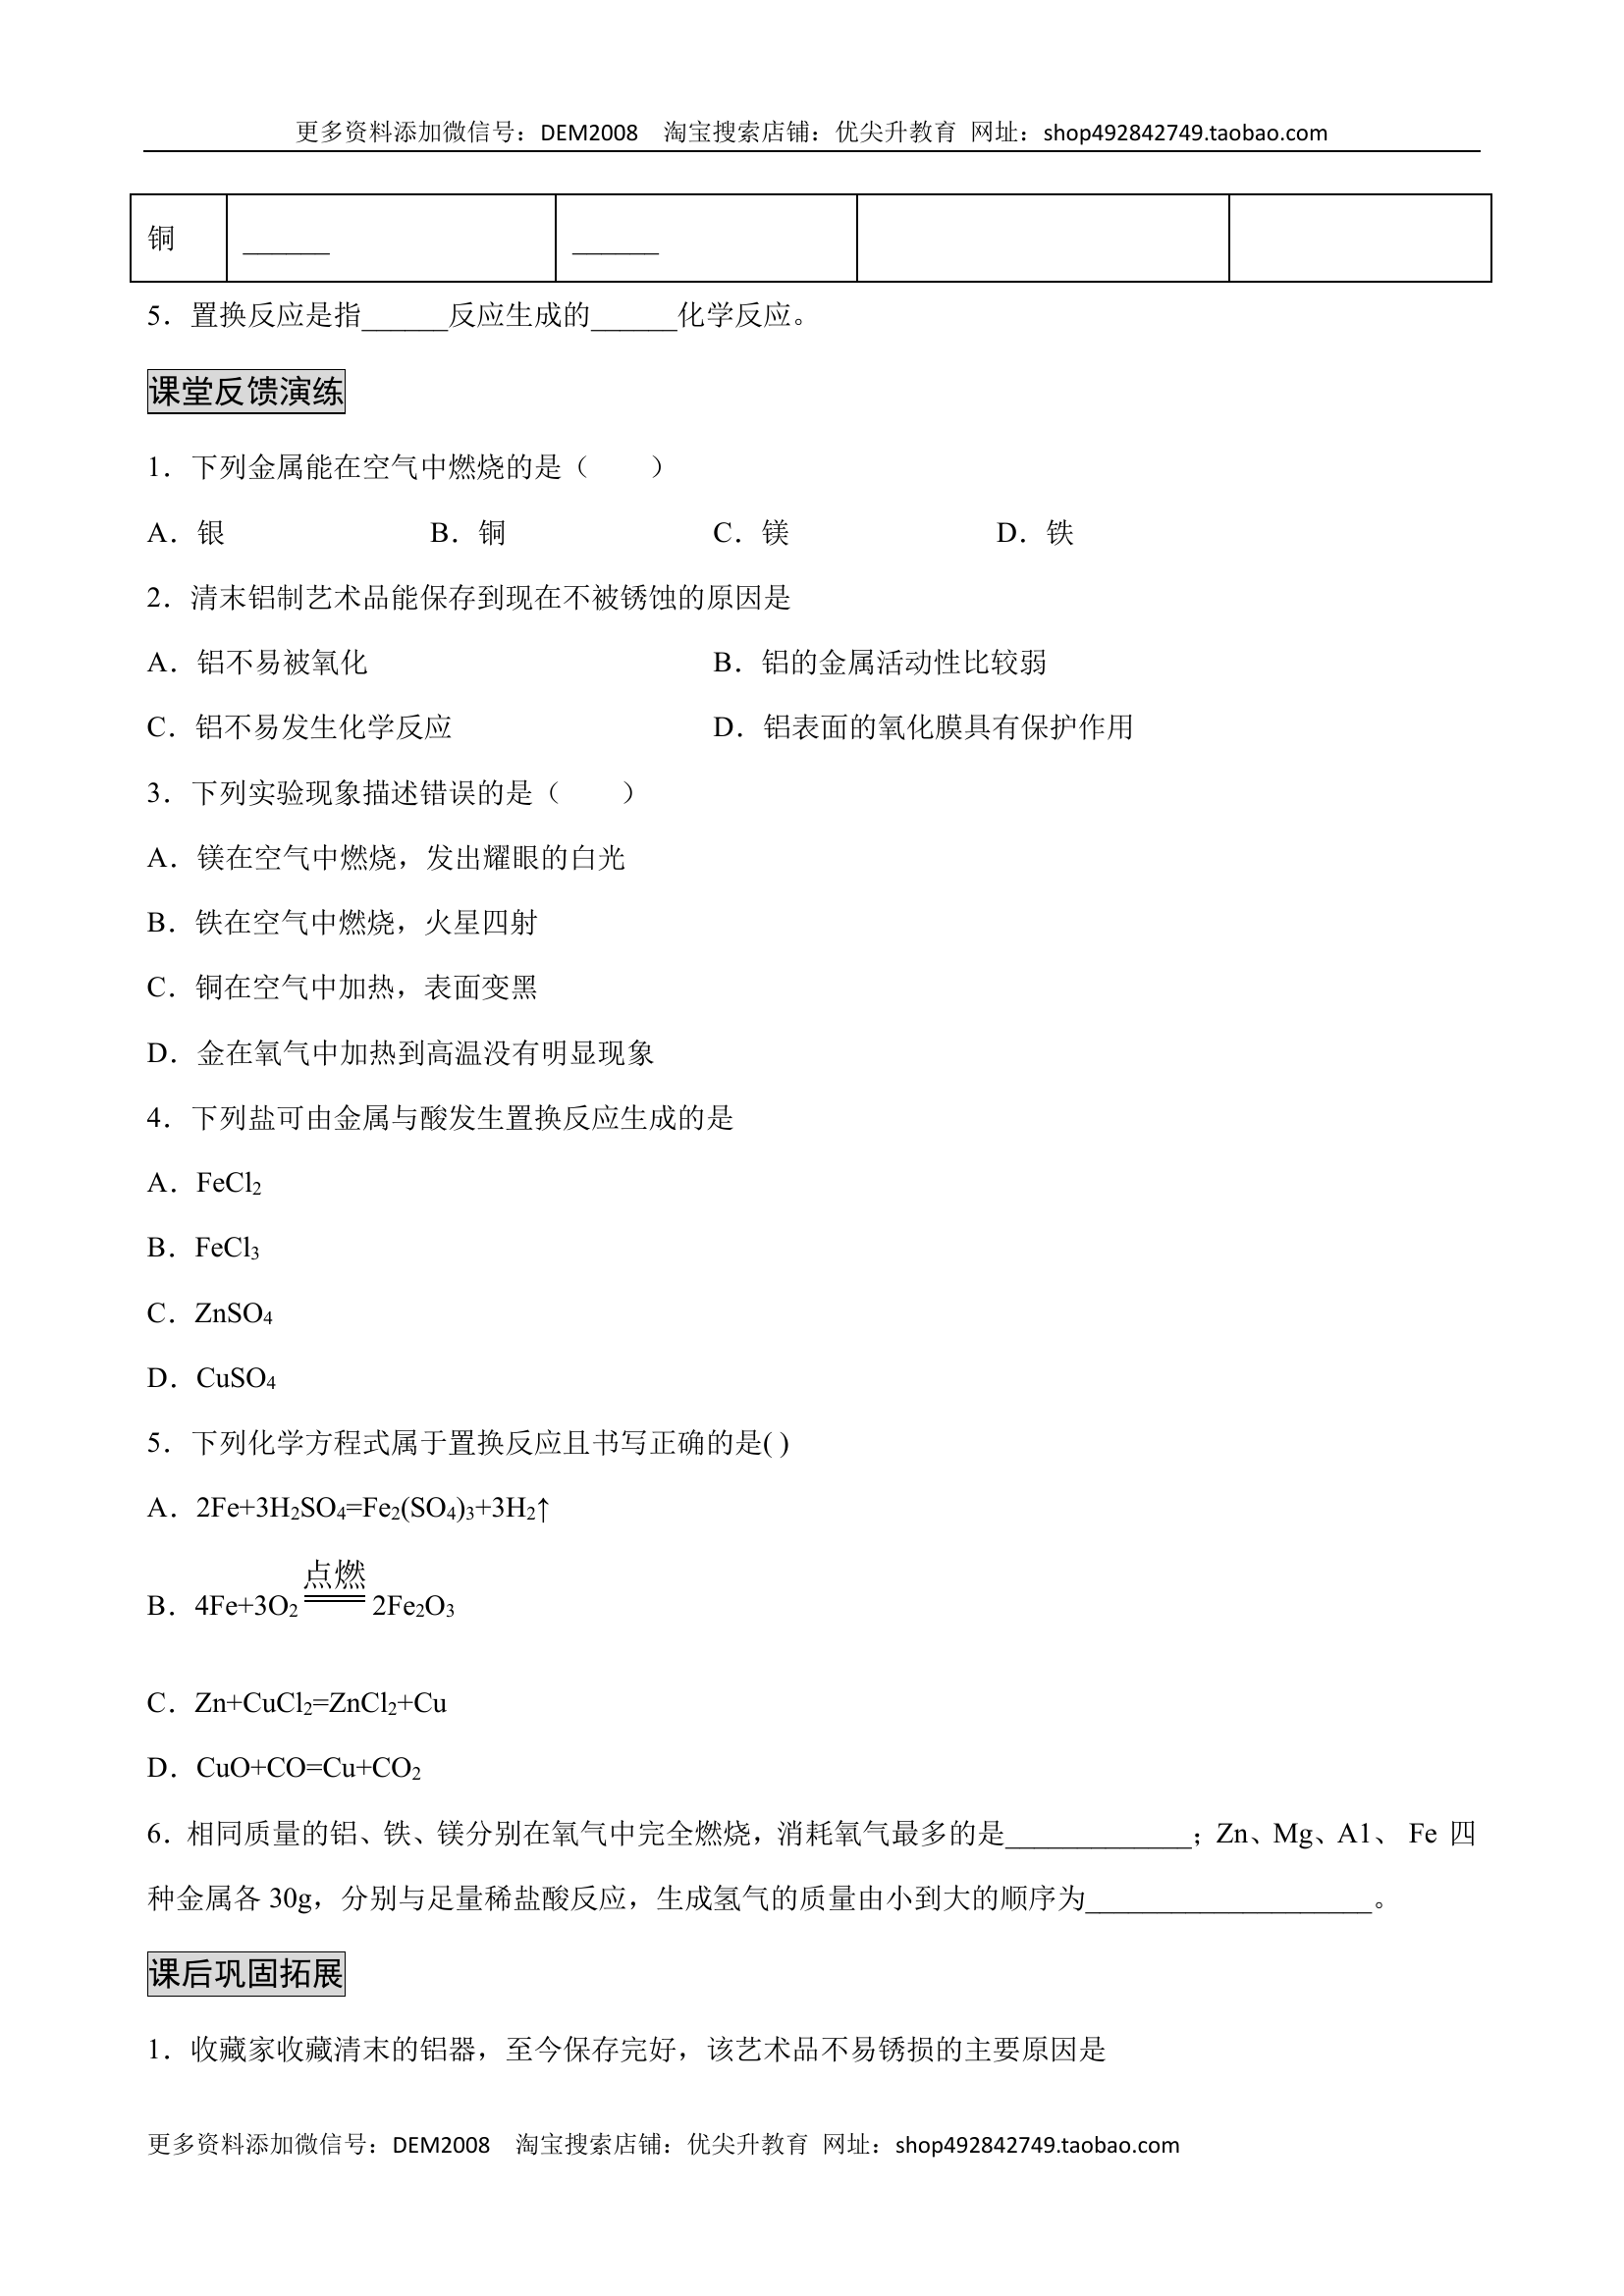 更多资料添加微信号：DEM2008 淘宝搜索店铺：优尖升教育 网址：shop492842749.taobao.com
铜 ______ ______
5．置换反应是指______反应生成的______化学反应。
课堂反馈演练
1．下列金属能在空气中燃烧的是（　　）
A．银 B．铜 C．镁 D．铁
2．清末铝制艺术品能保存到现在不被锈蚀的原因是
A．铝不易被氧化 B．铝的金属活动性比较弱
C．铝不易发生化学反应 D．铝表面的氧化膜具有保护作用
3．下列实验现象描述错误的是（　　）
A．镁在空气中燃烧，发出耀眼的白光
B．铁在空气中燃烧，火星四射
C．铜在空气中加热，表面变黑
D．金在氧气中加热到高温没有明显现象
4．下列盐可由金属与酸发生置换反应生成的是
A．FeCl₂
B．FeCl₃
C．ZnSO₄
D．CuSO₄
5．下列化学方程式属于置换反应且书写正确的是( )
A．2Fe+3H₂SO₄=Fe₂(SO₄)₃+3H₂↑
点燃
B．4Fe+3O₂ ═ 2Fe₂O₃
C．Zn+CuCl₂=ZnCl₂+Cu
D．CuO+CO=Cu+CO₂
6．相同质量的铝、铁、镁分别在氧气中完全燃烧，消耗氧气最多的是_____________；Zn、Mg、A1、 Fe 四
种金属各 30g，分别与足量稀盐酸反应，生成氢气的质量由小到大的顺序为____________________。
课后巩固拓展
1．收藏家收藏清末的铝器，至今保存完好，该艺术品不易锈损的主要原因是
更多资料添加微信号：DEM2008 淘宝搜索店铺：优尖升教育 网址：shop492842749.taobao.com